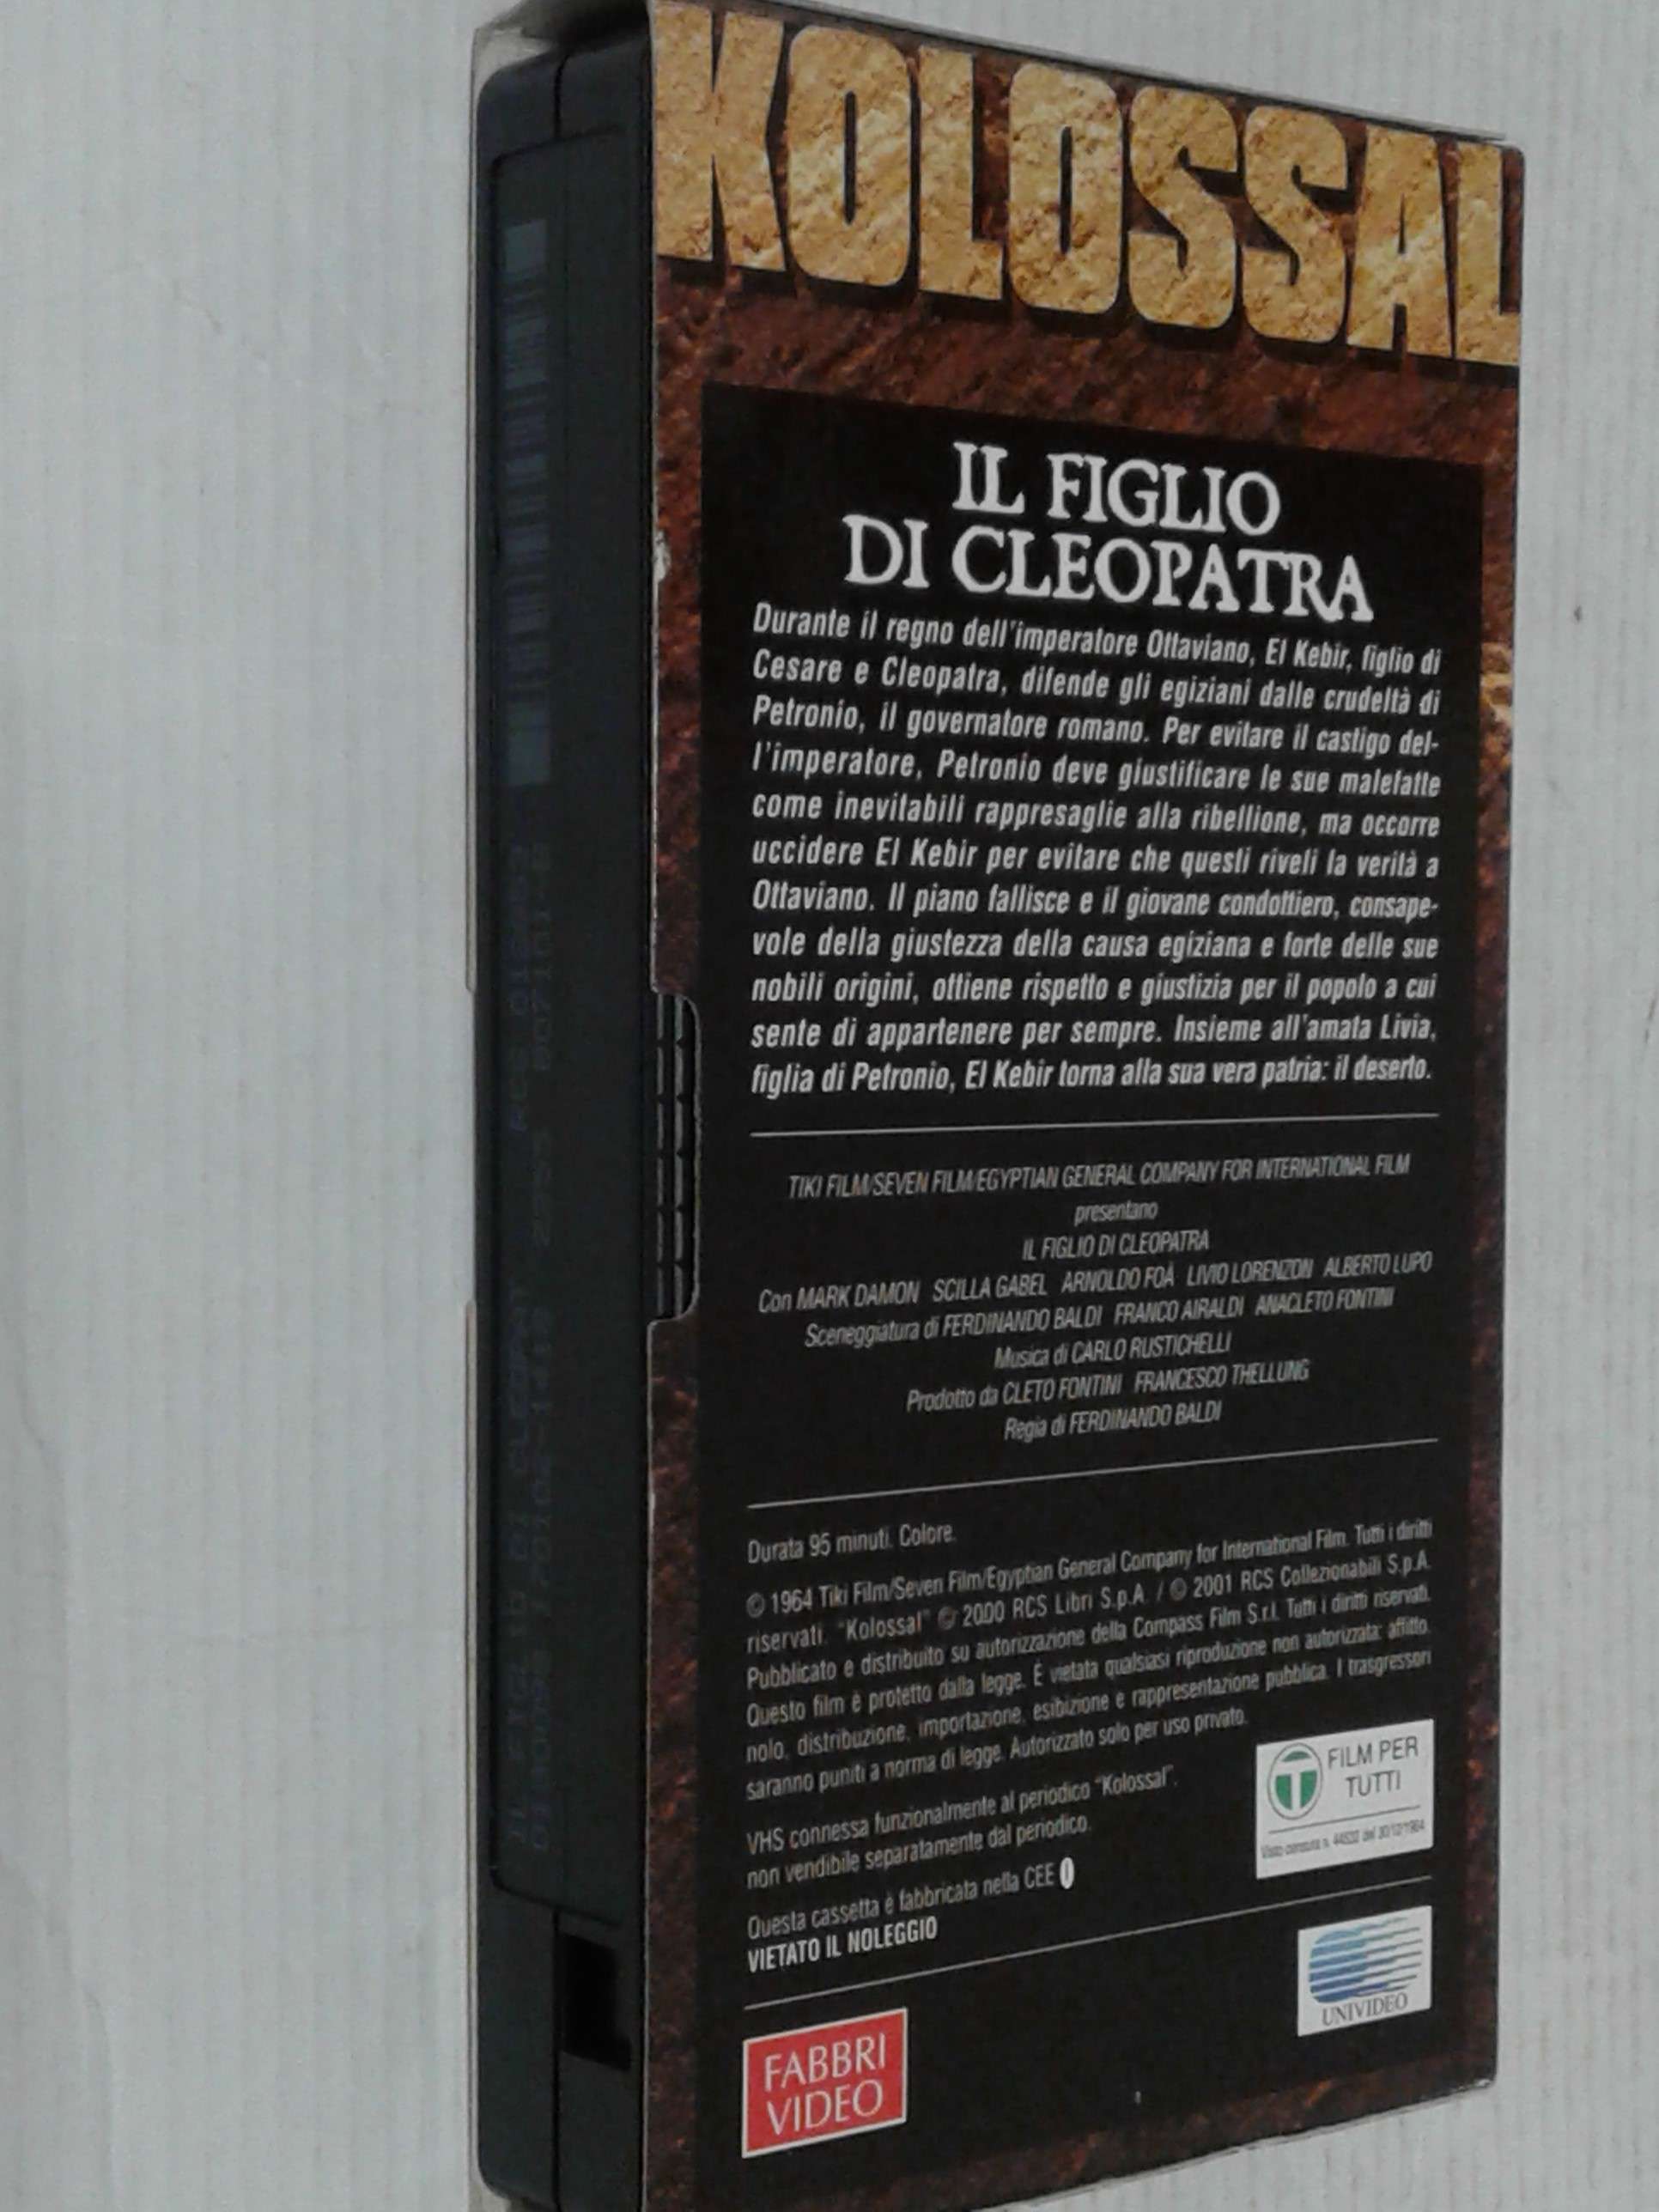 KOLOSSAL
IL FIGLIO
DI CLEOPATRA
Durante il regno dell'imperatore Ottaviano, El Kebir, figlio di
Cesare e Cleopatra, difende gli egiziani dalle crudeltà di
Petronio, il governatore romano. Per evitare il castigo del-
l'imperatore, Petronio deve giustificare le sue malefatte
come inevitabili rappresaglie alla ribellione, ma occorre
uccidere El Kebir per evitare che questi riveli la verità a
Ottaviano. Il piano fallisce e il giovane condottiero, consape-
vole della giustezza della causa egiziana e forte delle sue
nobili origini, ottiene rispetto e giustizia per il popolo a cui
sente di appartenere per sempre. Insieme all'amata Livia,
figlia di Petronio, El Kebir torna alla sua vera patria: il deserto.
TIKI FILM/SEVEN FILM/EGYPTIAN GENERAL COMPANY FOR INTERNATIONAL FILM
presentano
IL FIGLIO DI CLEOPATRA
Con MARK DAMON SCILLA GABEL ARNOLDO FOÀ LIVIO LORENZON ALBERTO LUPO
Sceneggiatura di FERDINANDO BALDI FRANCO AIRALDI ANACLETO FONTINI
Musica di CARLO RUSTICHELLI
Prodotto da CLETO FONTINI FRANCESCO THELLUNG
Regia di FERDINANDO BALDI
Durata 95 minuti. Colore.
© 1964 Tiki Film/Seven Film/Egyptian General Company for International Film. Tutti i diritti
riservati. "Kolossal" © 2000 RCS Libri S.p.A. / © 2001 RCS Collezionabili S.p.A.
Pubblicato e distribuito su autorizzazione della Compass Film S.r.l. Tutti i diritti riservati.
Questo film è protetto dalla legge. È vietata qualsiasi riproduzione non autorizzata: affitto,
nolo, distribuzione, importazione, esibizione e rappresentazione pubblica. I trasgressori
saranno puniti a norma di legge. Autorizzato solo per uso privato.
VHS connessa funzionalmente al periodico "Kolossal",
non vendibile separatamente dal periodico.
Questa cassetta è fabbricata nella CEE
VIETATO IL NOLEGGIO
T FILM PER
TUTTI
Visto censura n. del
UNIVIDEO
FABBRI
VIDEO